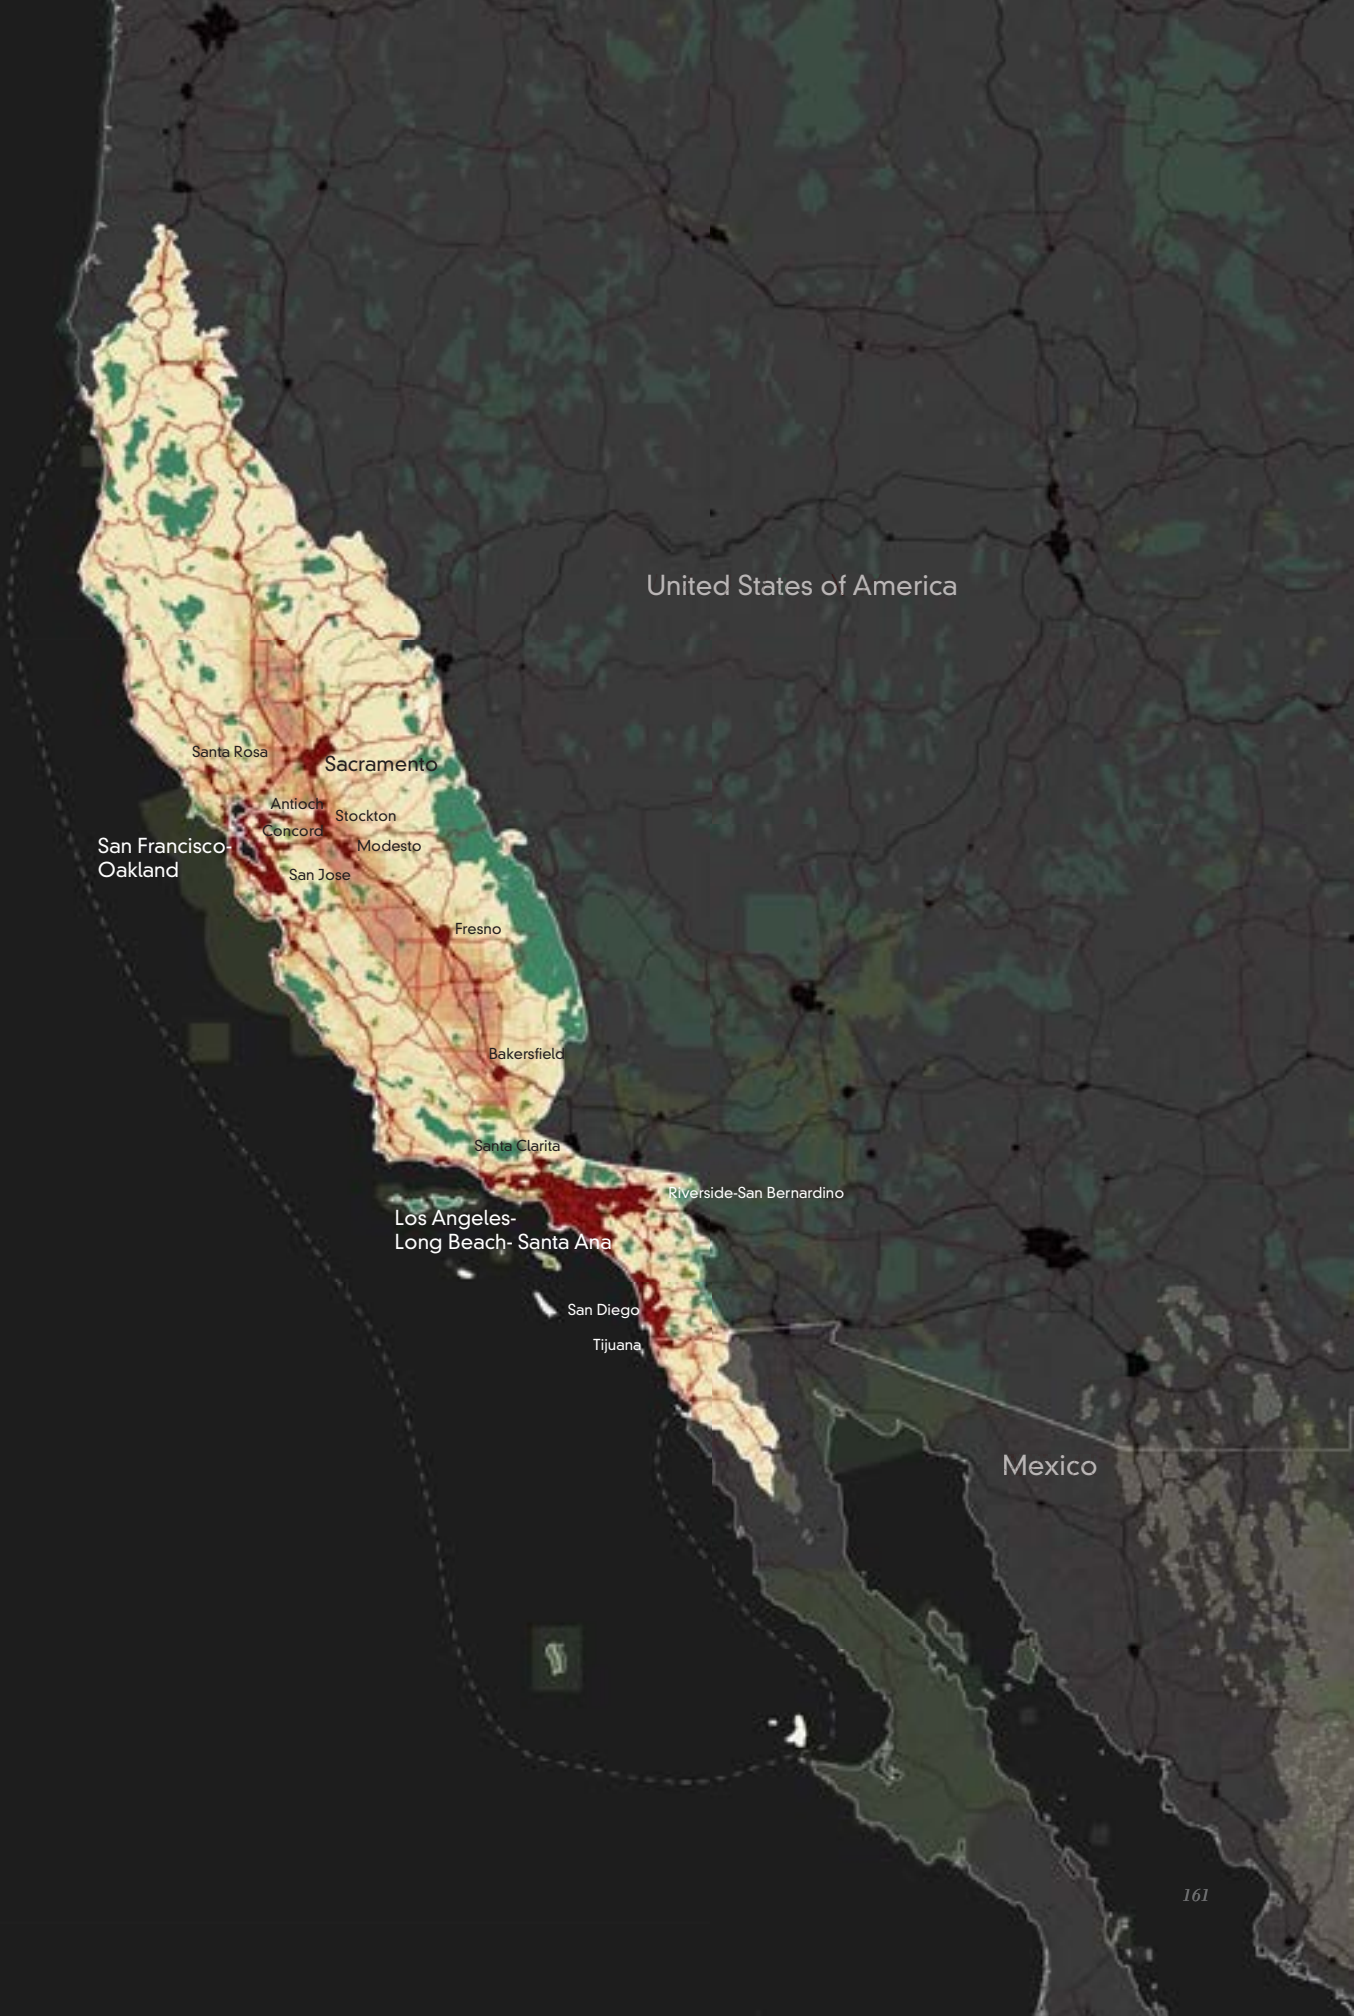 United States of America
Santa Rosa
Sacramento
Antioch
Stockton
Concord
San Francisco-
Oakland
Modesto
San Jose
Fresno
Bakersfield
Santa Clarita
Riverside-San Bernardino
Los Angeles-
Long Beach- Santa Ana
San Diego
Tijuana
Mexico
161